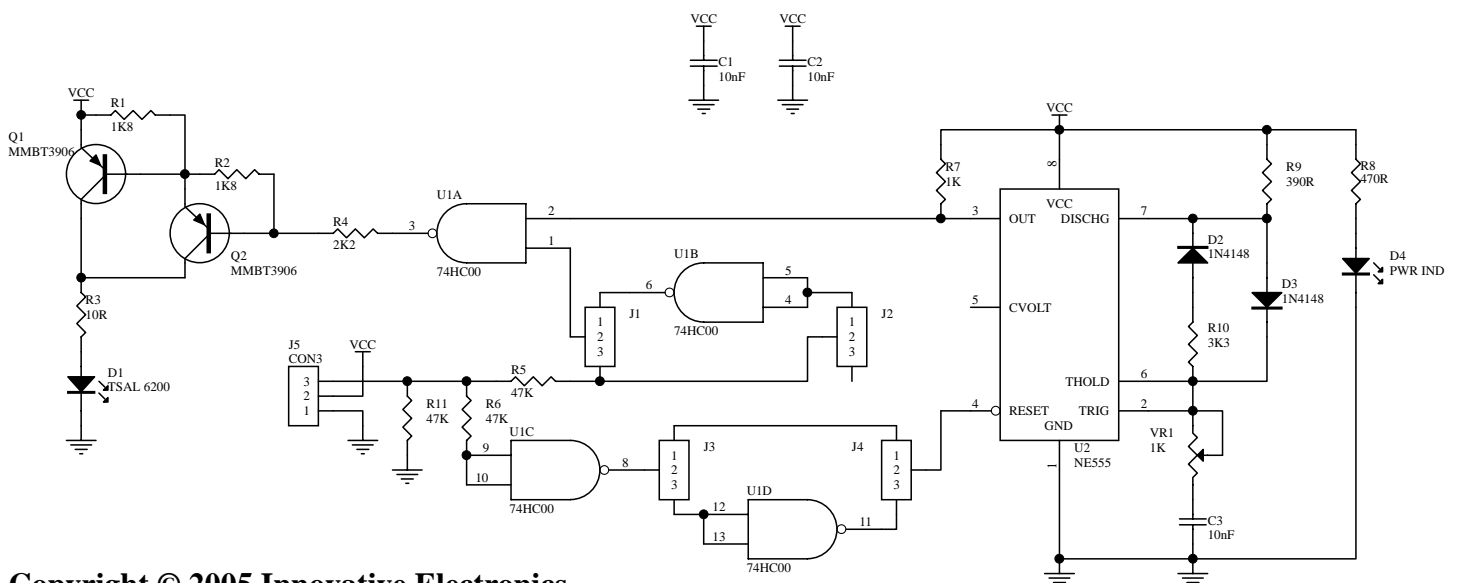 VCC
VCC
C1
10nF
C2
10nF
VCC
R1
1K8
Q1
MMBT3906
R2
1K8
Q2
MMBT3906
R3
10R
D1
TSAL 6200
R4
2K2
3
U1A
74HC00
2
1
J5
CON3
3
2
1
VCC
R11
47K
R6
47K
R5
47K
J1
1
2
3
6
U1B
74HC00
5
4
J2
1
2
3
U1C
9
10
74HC00
8
J3
1
2
3
U1D
12
13
74HC00
11
J4
1
2
3
VCC
R7
1K
8
VCC
3
OUT
DISCHG
7
5
CVOLT
THOLD
6
4
RESET
TRIG
2
GND
1
U2
NE555
R9
390R
R8
470R
D2
1N4148
D3
1N4148
D4
PWR IND
R10
3K3
VR1
1K
C3
10nF
Copyright © 2005 Innovative Electronics